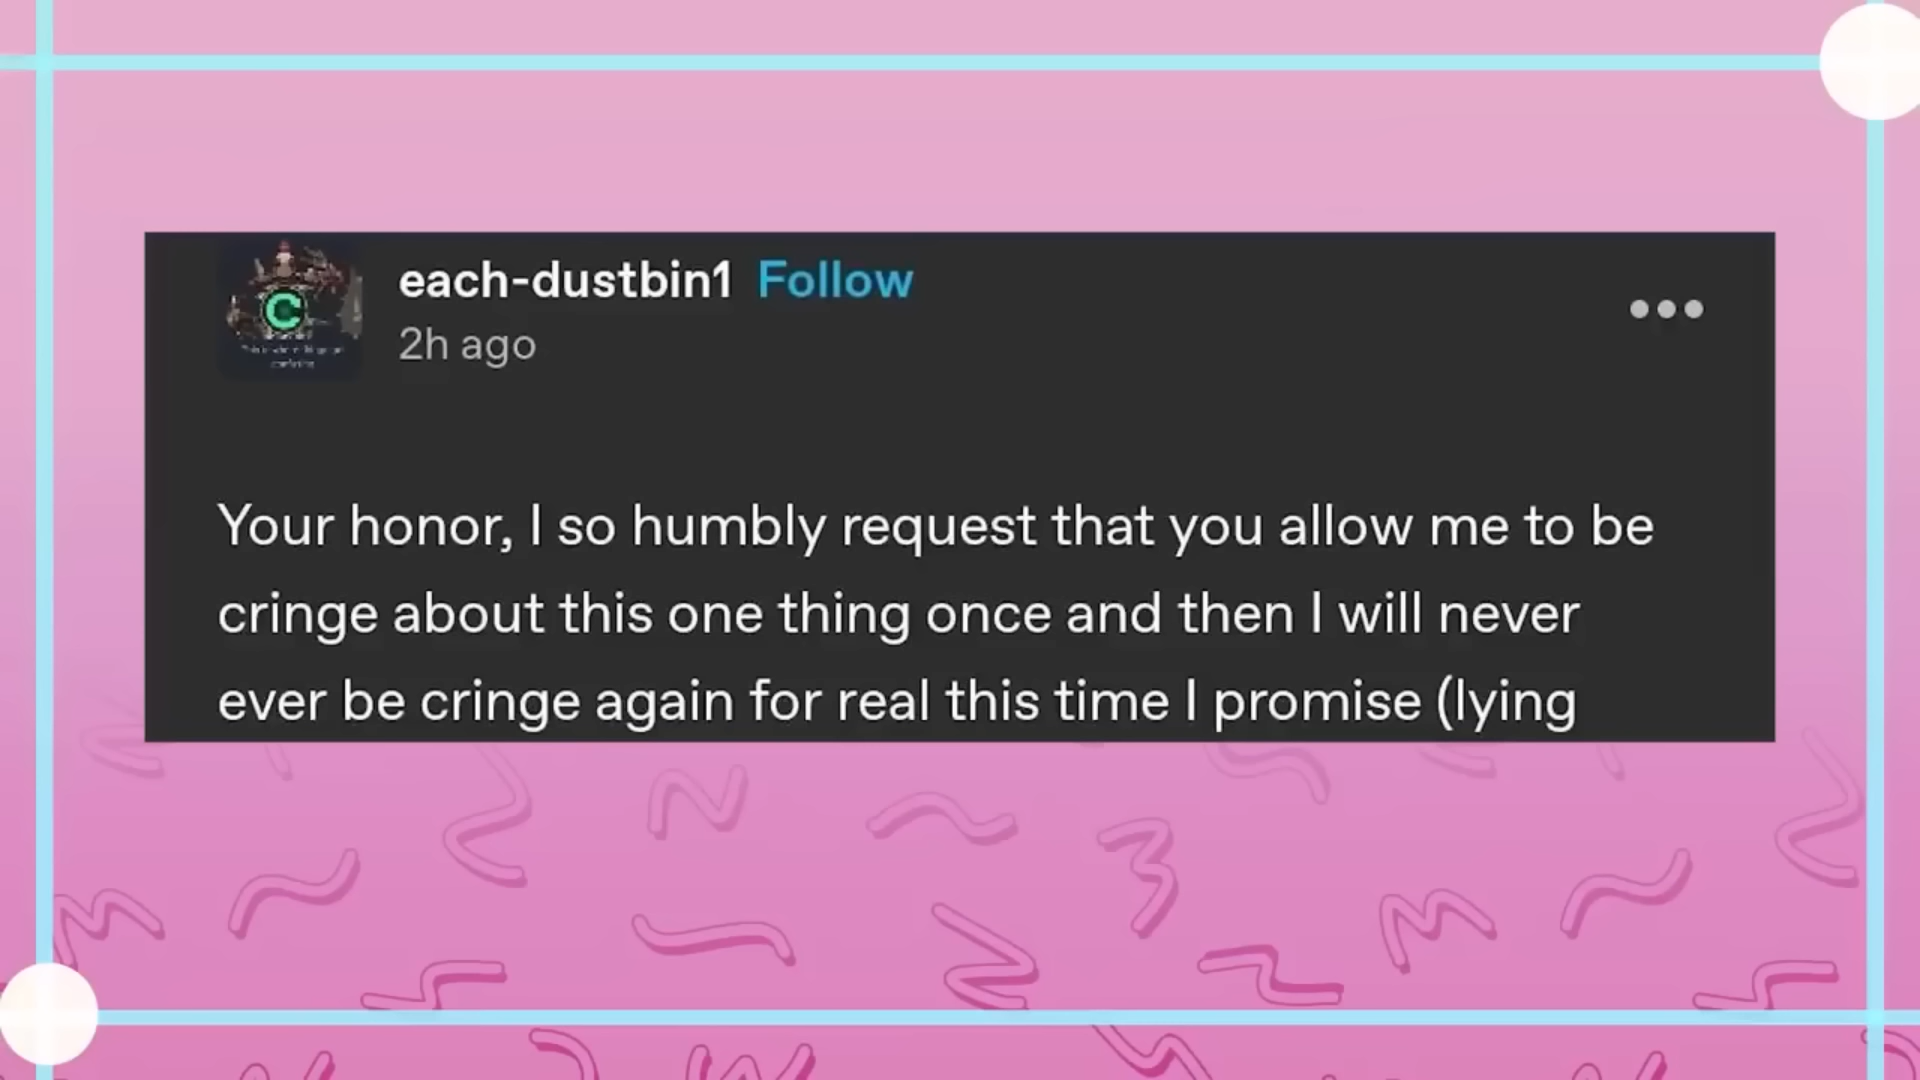 each-dustbin1 Follow
2h ago
Your honor, I so humbly request that you allow me to be
cringe about this one thing once and then I will never
ever be cringe again for real this time I promise (lying